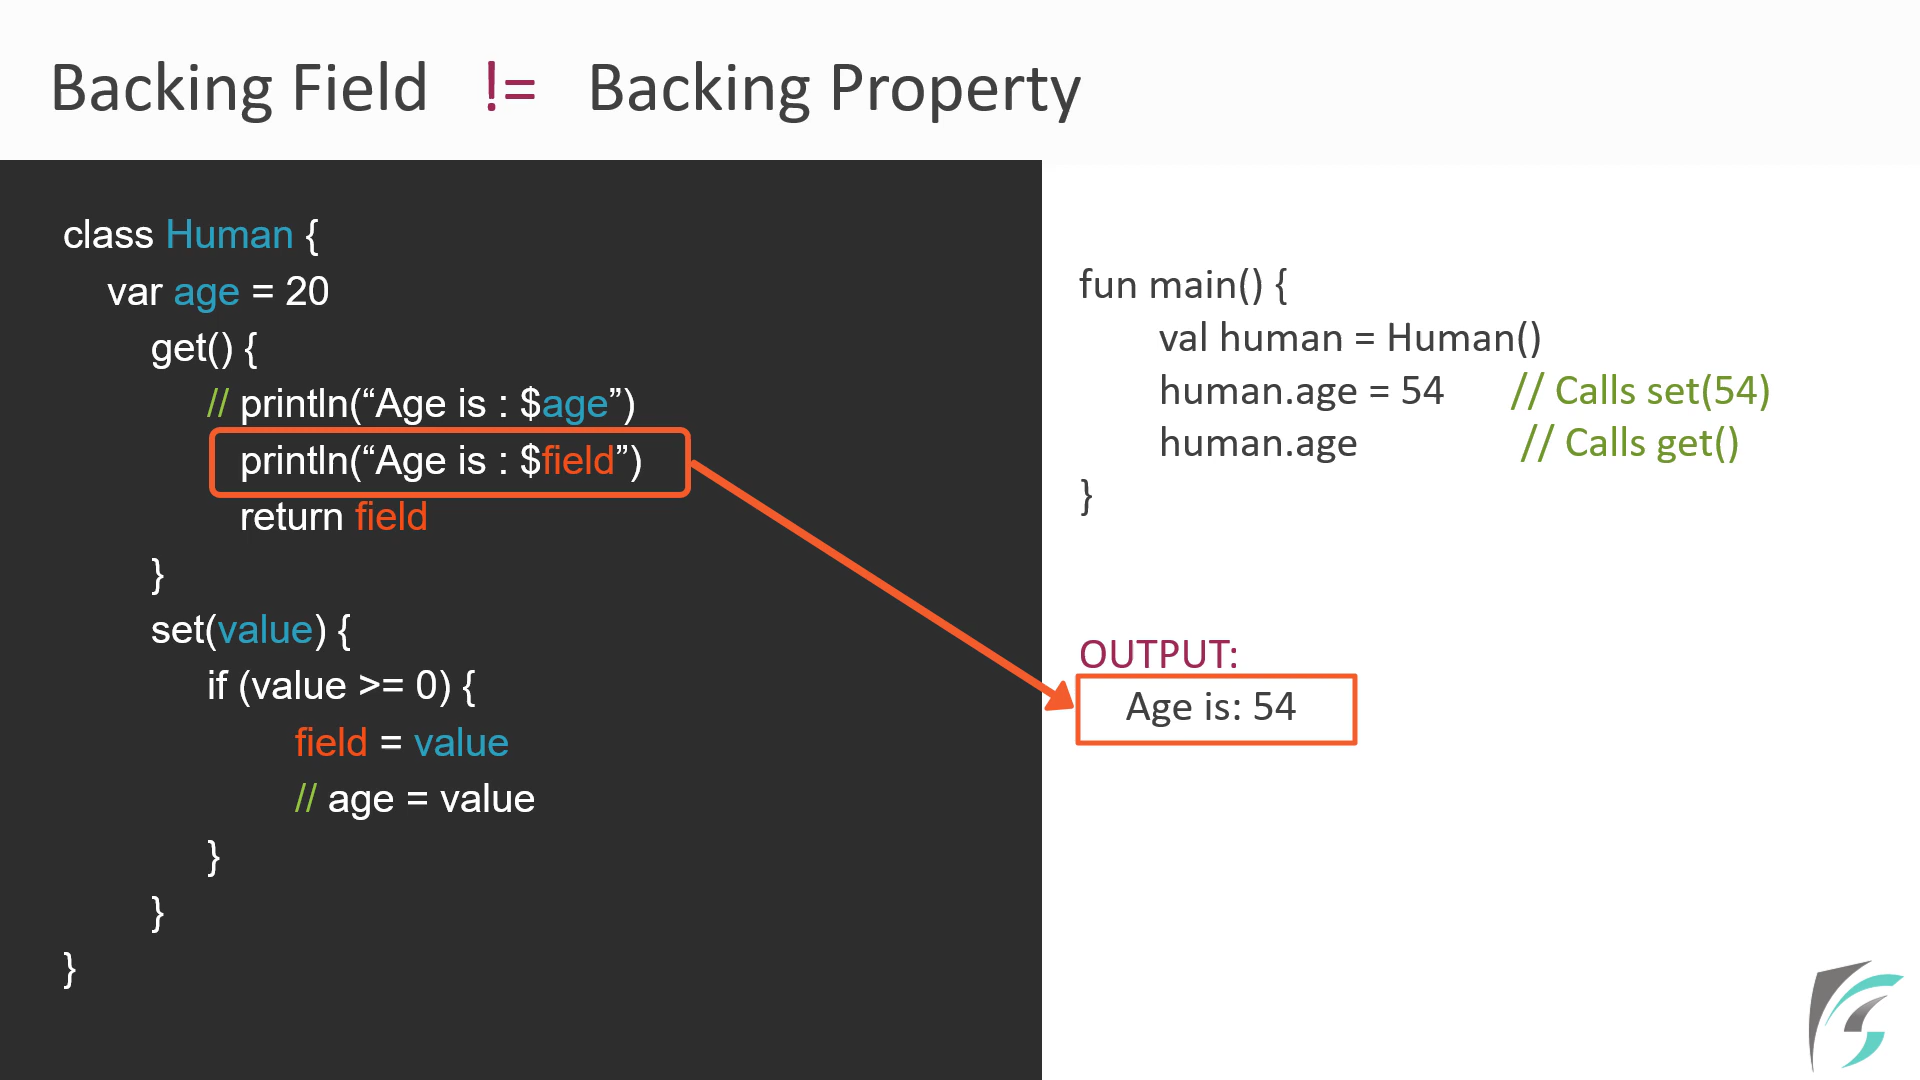 Backing Field != Backing Property
class Human {
var age = 20
get() {
// println(“Age is : $age”)
println(“Age is : $field”)
return field
}
set(value) {
if (value >= 0) {
field = value
// age = value
}
}
}
fun main() {
val human = Human()
human.age = 54 // Calls set(54)
human.age // Calls get()
}
OUTPUT:
Age is: 54